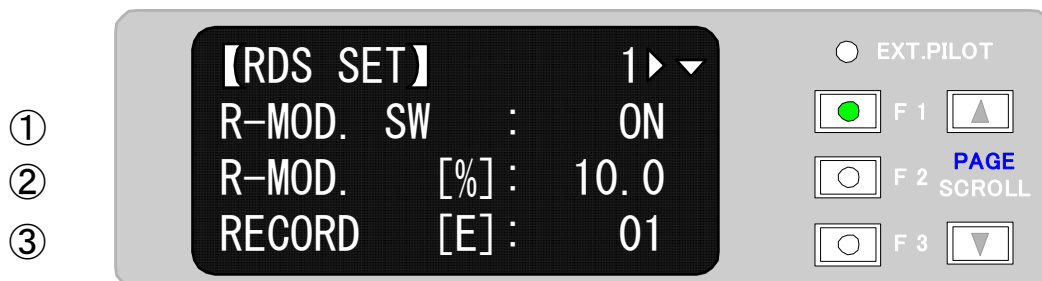 【RDS SET】 1
EXT.PILOT
① R-MOD. SW : ON
F 1
② R-MOD. [%]: 10.0
F 2 PAGE
SCROLL
③ RECORD [E]: 01
F 3